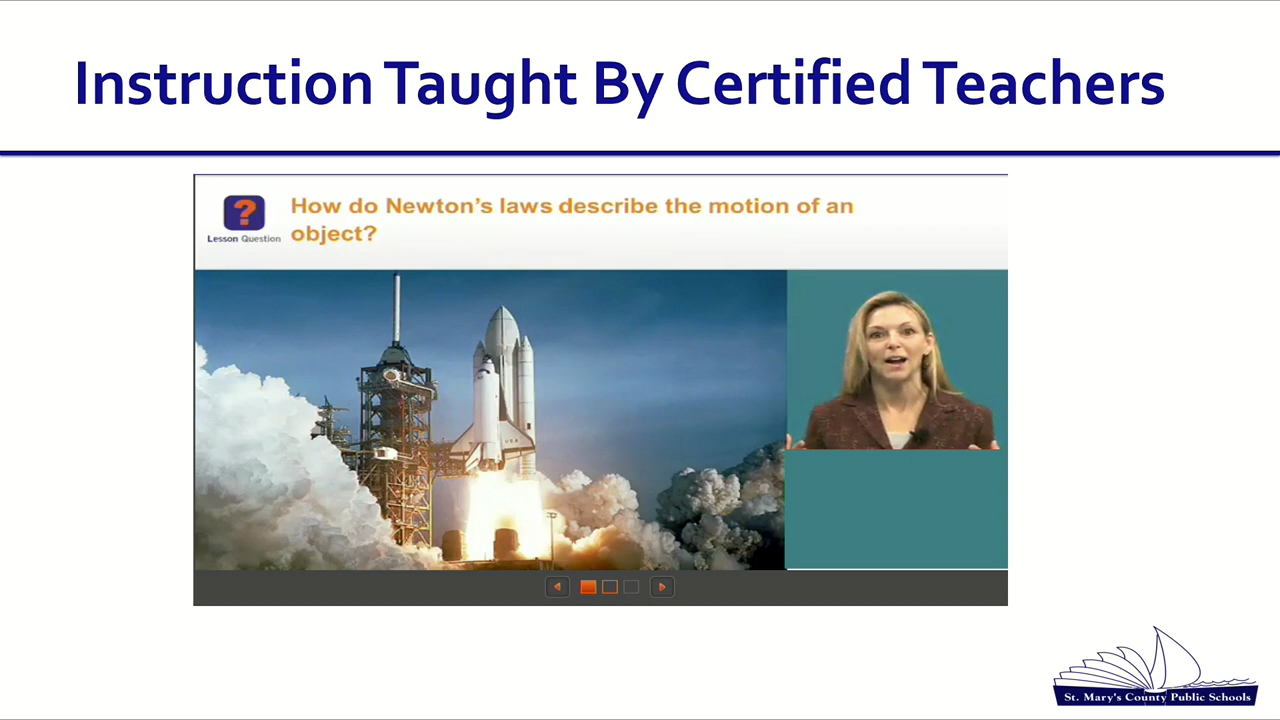 Instruction Taught By Certified Teachers
?
Lesson Question
How do Newton's laws describe the motion of an
object?
St. Mary's County Public Schools